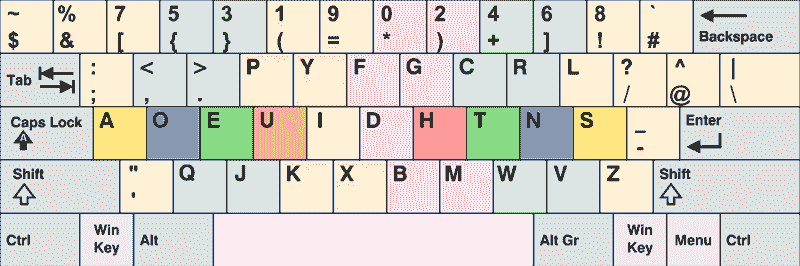 ~ % 7 5 3 1 9 0 2 4 6 8 ` Backspace
$ & [ { } ( = * ) + ] ! #
Tab : < > P Y F G C R L ? ^ |
; , . / @ \
Caps Lock A O E U I D H T N S _ Enter
A -
Shift " Q J K X B M W V Z Shift
'
Ctrl Win Key Alt Alt Gr Win Key Menu Ctrl